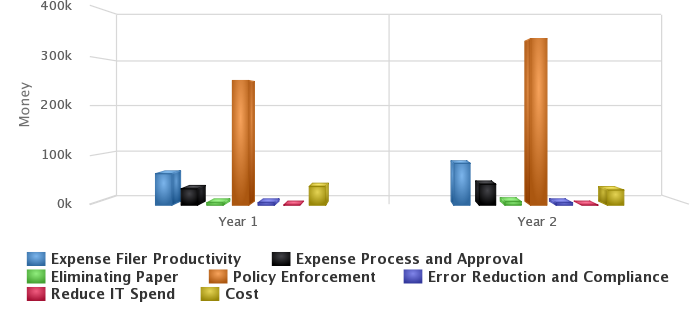 400k
300k
200k
100k
0k
Money
Year 1 Year 2
Expense Filer Productivity Expense Process and Approval
Eliminating Paper Policy Enforcement Error Reduction and Compliance
Reduce IT Spend Cost